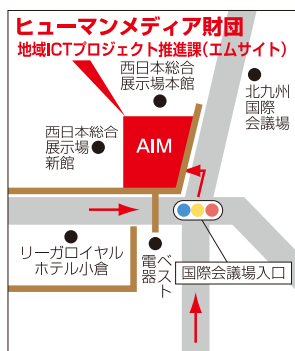 ヒューマンメディア財団
地域ICTプロジェクト推進課(エムサイト)
西日本総合
展示場本館
北九州
国際
会議場
西日本総合
展示場
新館
AIM
リーガロイヤル
ホテル小倉
ベスト
電器
国際会議場入口